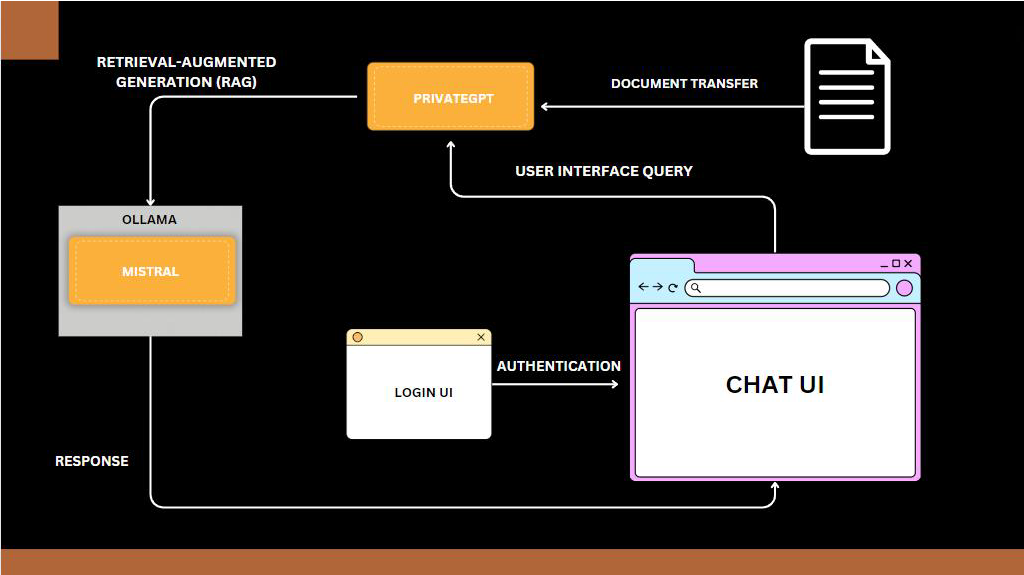 RETRIEVAL-AUGMENTED
GENERATION (RAG)
PRIVATEGPT
DOCUMENT TRANSFER
USER INTERFACE QUERY
OLLAMA
MISTRAL
LOGIN UI
AUTHENTICATION
CHAT UI
RESPONSE